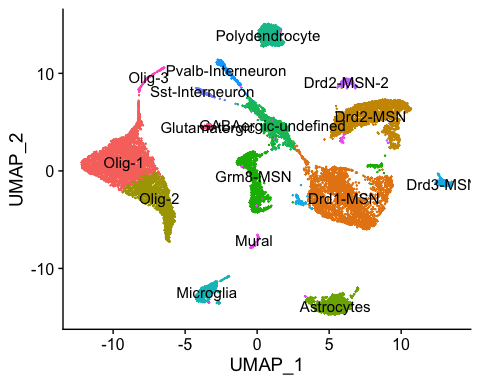 Polydendrocyte
Olig-3
Pvalb-Interneuron
Drd2-MSN-2
Sst-Interneuron
Drd2-MSN
Glutamatergic
GABAergic-undefined
Olig-1
Grm8-MSN
Drd3-MSN
Olig-2
Drd1-MSN
Mural
Microglia
Astrocytes
UMAP_2
10
0
-10
-10
-5
0
5
10
UMAP_1